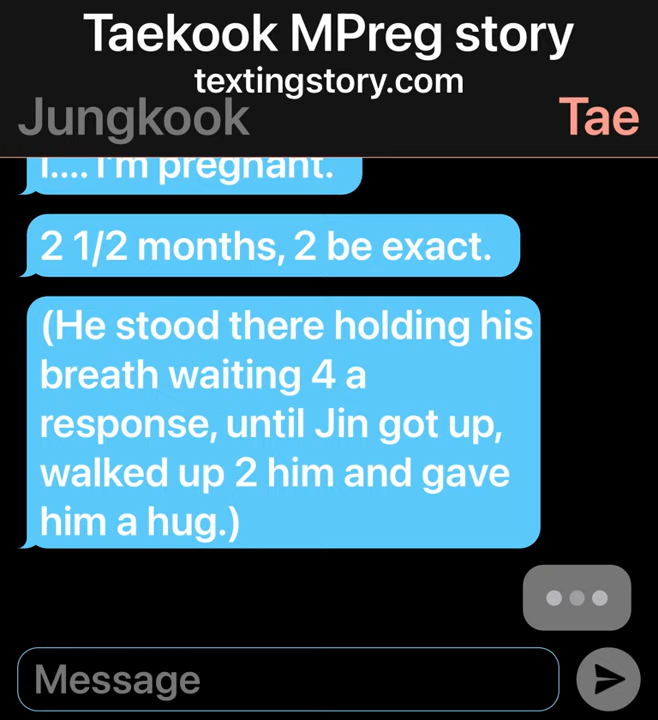 Taekook MPreg story
textingstory.com
Jungkook
Tae
I.... I'm pregnant.
2 1/2 months, 2 be exact.
(He stood there holding his
breath waiting 4 a
response, until Jin got up,
walked up 2 him and gave
him a hug.)
Message